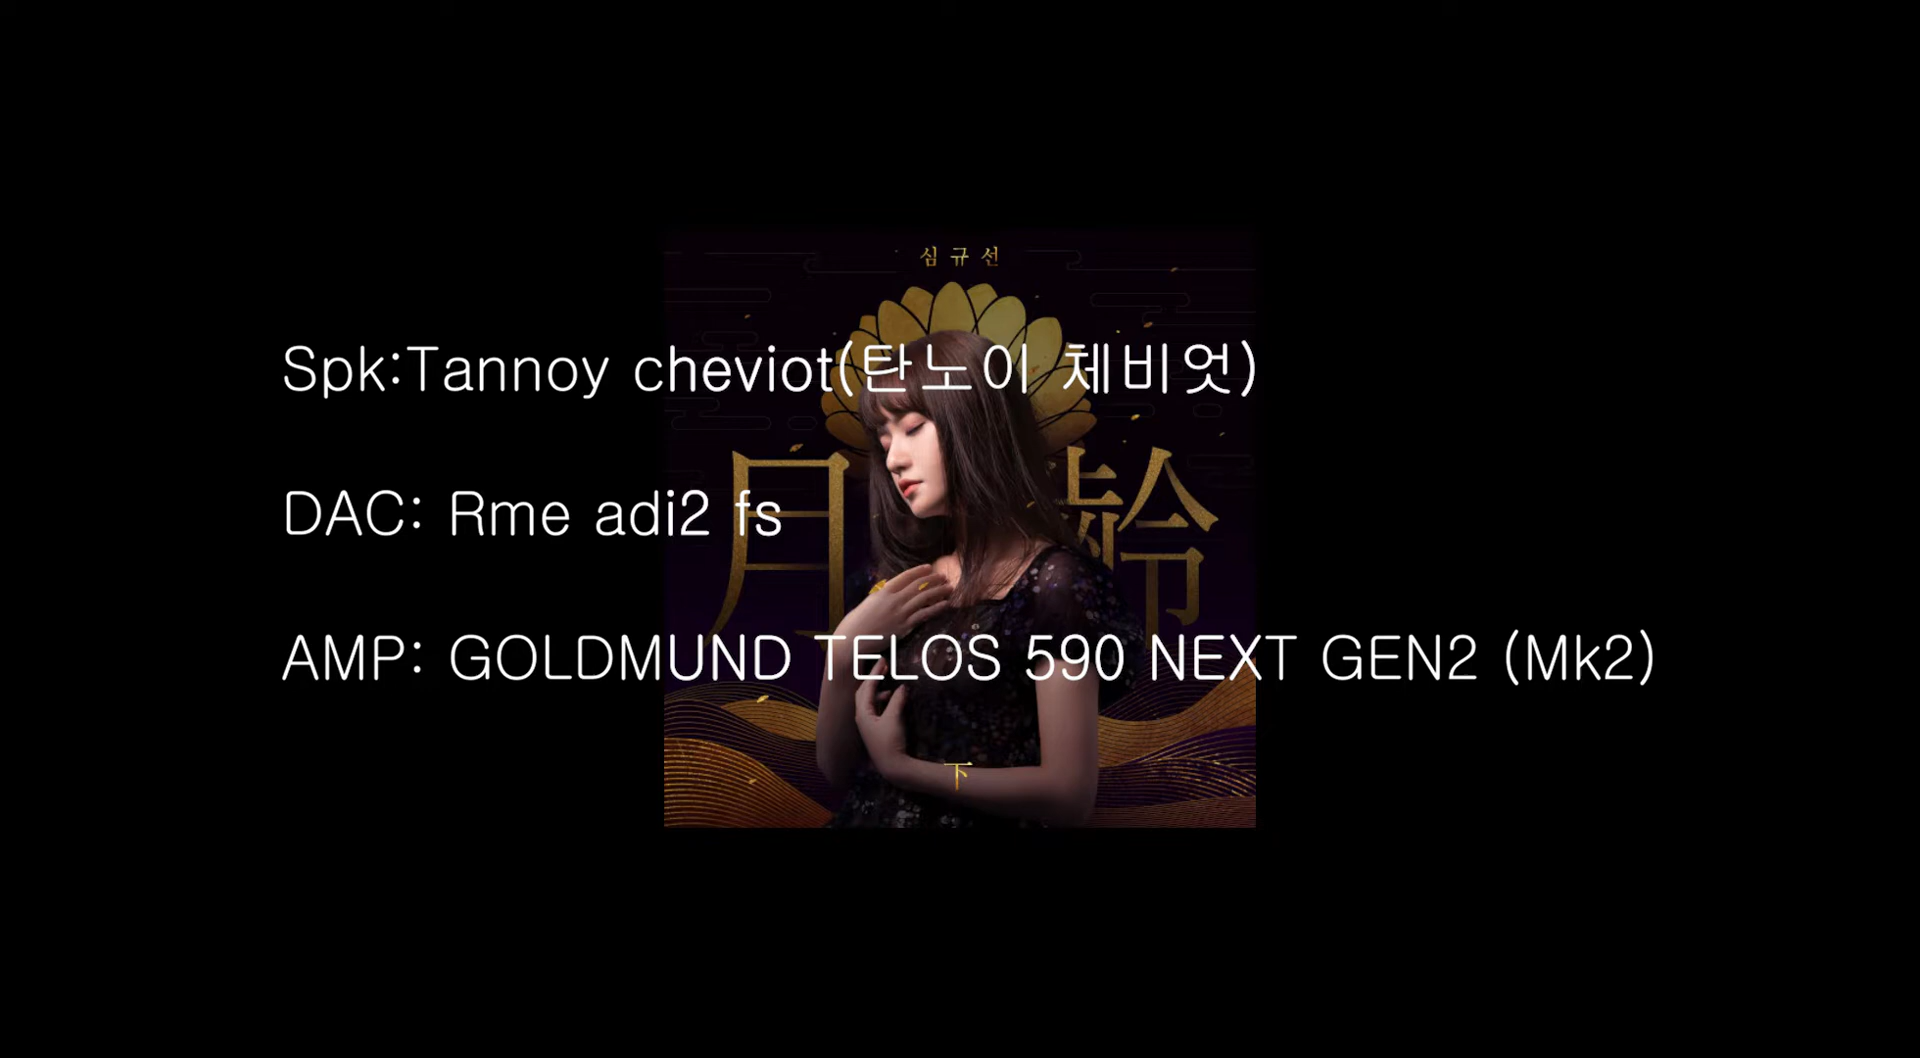 심규선
Spk:Tannoy cheviot(탄노이 체비엇)
月齡
DAC: Rme adi2 fs
AMP: GOLDMUND TELOS 590 NEXT GEN2 (Mk2)
下